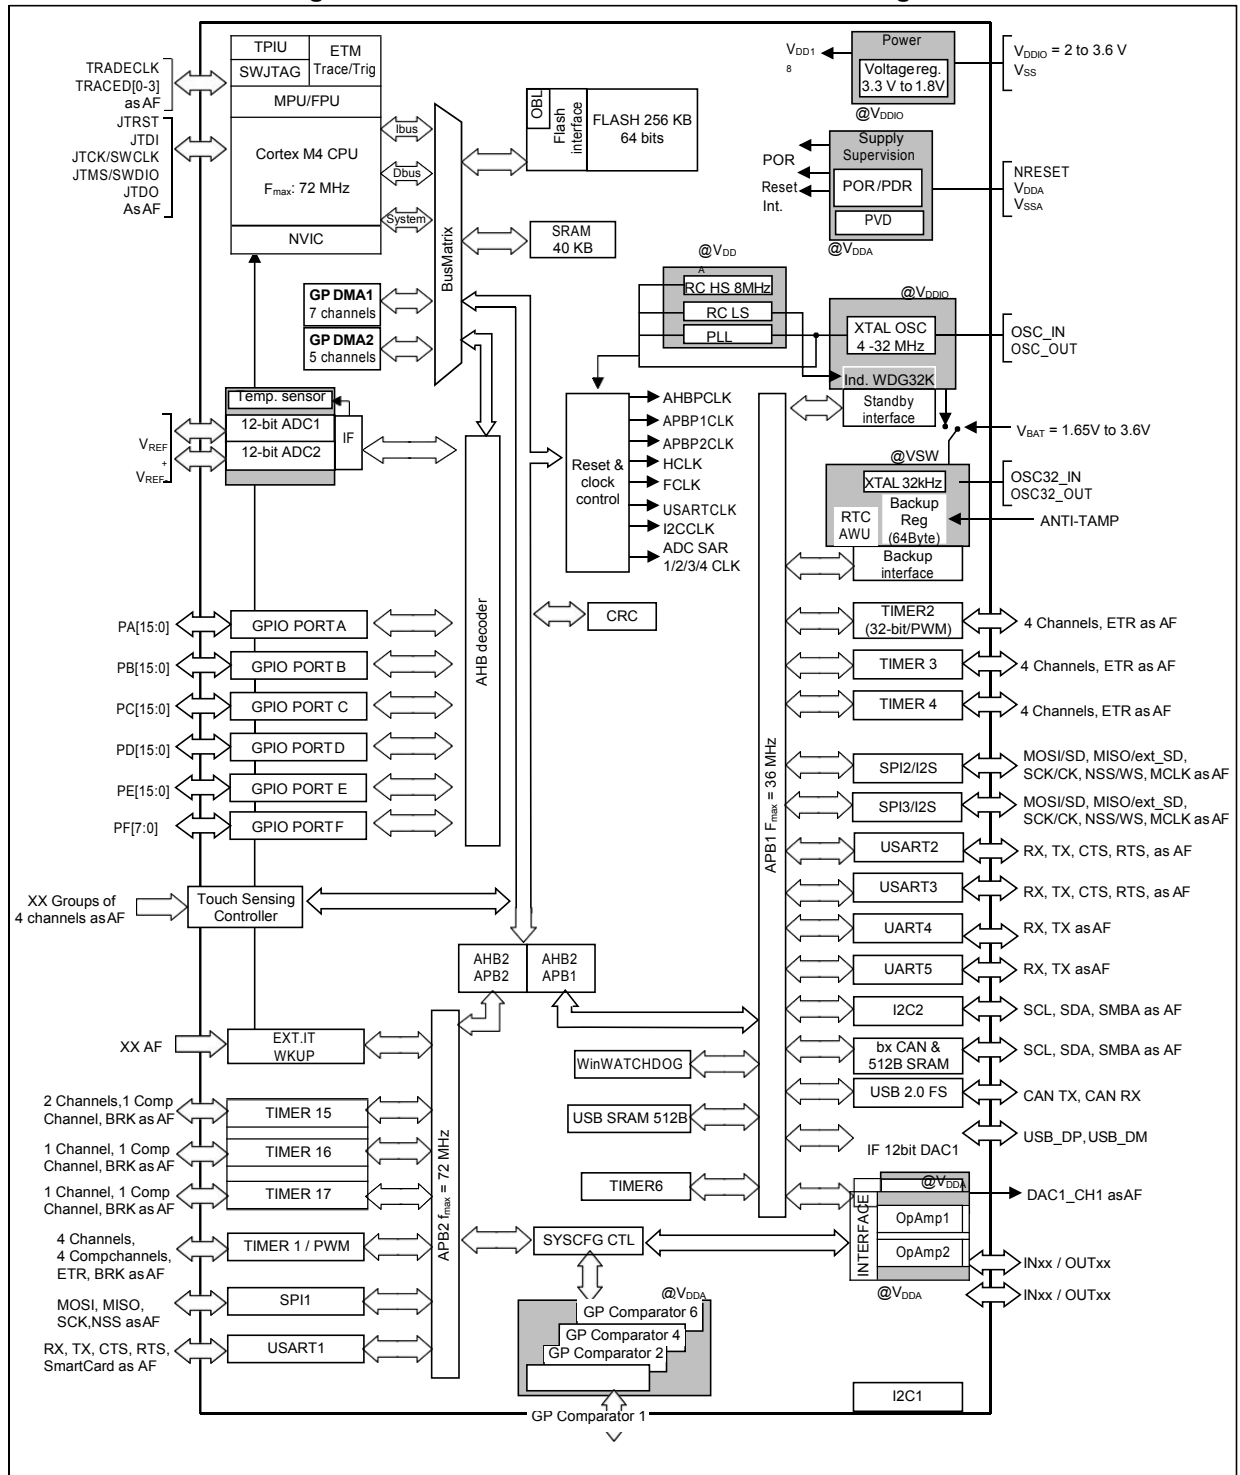 TPIU
ETM
Trace/Trig
SWJTAG
MPU/FPU
Cortex M4 CPU
Fmax: 72 MHz
NVIC
TRADECLK
TRACED[0-3]
as AF
JTRST
JTDI
JTCK/SWCLK
JTMS/SWDIO
JTDO
As AF
Ibus
Dbus
System
BusMatrix
OBL
Flash
interface
FLASH 256 KB
64 bits
SRAM
40 KB
GP DMA1
7 channels
GP DMA2
5 channels
Power
Voltage reg.
3.3 V to 1.8V
VDD1
8
VDDIO = 2 to 3.6 V
VSS
@VDDIO
Supply
Supervision
POR/PDR
PVD
POR
Reset
Int.
NRESET
VDDA
VSSA
@VDDA
@VDD
A
RC HS 8MHz
RC LS
PLL
@VDDIO
XTAL OSC
4 -32 MHz
OSC_IN
OSC_OUT
Ind. WDG32K
Standby
interface
VBAT = 1.65V to 3.6V
@VSW
XTAL 32kHz
OSC32_IN
OSC32_OUT
RTC
AWU
Backup
Reg
(64Byte)
ANTI-TAMP
Backup
interface
Reset &
clock
control
AHBPCLK
APBP1CLK
APBP2CLK
HCLK
FCLK
USARTCLK
I2CCLK
ADC SAR
1/2/3/4 CLK
Temp. sensor
12-bit ADC1
12-bit ADC2
IF
VREF
+
VREF-
AHB decoder
CRC
PA[15:0]
GPIO PORT A
PB[15:0]
GPIO PORT B
PC[15:0]
GPIO PORT C
PD[15:0]
GPIO PORT D
PE[15:0]
GPIO PORT E
PF[7:0]
GPIO PORT F
XX Groups of
4 channels as AF
Touch Sensing
Controller
AHB2
APB2
AHB2
APB1
XX AF
EXT.IT
WKUP
2 Channels,1 Comp
Channel, BRK as AF
TIMER 15
1 Channel, 1 Comp
Channel, BRK as AF
TIMER 16
1 Channel, 1 Comp
Channel, BRK as AF
TIMER 17
4 Channels,
4 Comp channels,
ETR, BRK as AF
TIMER 1 / PWM
MOSI, MISO,
SCK,NSS as AF
SPI1
RX, TX, CTS, RTS,
SmartCard as AF
USART1
APB2 fmax = 72 MHz
APB1 Fmax = 36 MHz
WinWATCHDOG
USB SRAM 512B
TIMER6
SYSCFG CTL
@VDDA
GP Comparator 6
GP Comparator 4
GP Comparator 2
GP Comparator 1
TIMER2
(32-bit/PWM)
4 Channels, ETR as AF
TIMER 3
4 Channels, ETR as AF
TIMER 4
4 Channels, ETR as AF
SPI2/I2S
MOSI/SD, MISO/ext_SD,
SCK/CK, NSS/WS, MCLK as AF
SPI3/I2S
MOSI/SD, MISO/ext_SD,
SCK/CK, NSS/WS, MCLK as AF
USART2
RX, TX, CTS, RTS, as AF
USART3
RX, TX, CTS, RTS, as AF
UART4
RX, TX as AF
UART5
RX, TX as AF
I2C2
SCL, SDA, SMBA as AF
bx CAN &
512B SRAM
SCL, SDA, SMBA as AF
USB 2.0 FS
CAN TX, CAN RX
USB_DP, USB_DM
IF 12bit DAC1
@VDDA
DAC1_CH1 as AF
INTERFACE
OpAmp1
OpAmp2
INxx / OUTxx
INxx / OUTxx
@VDDA
I2C1